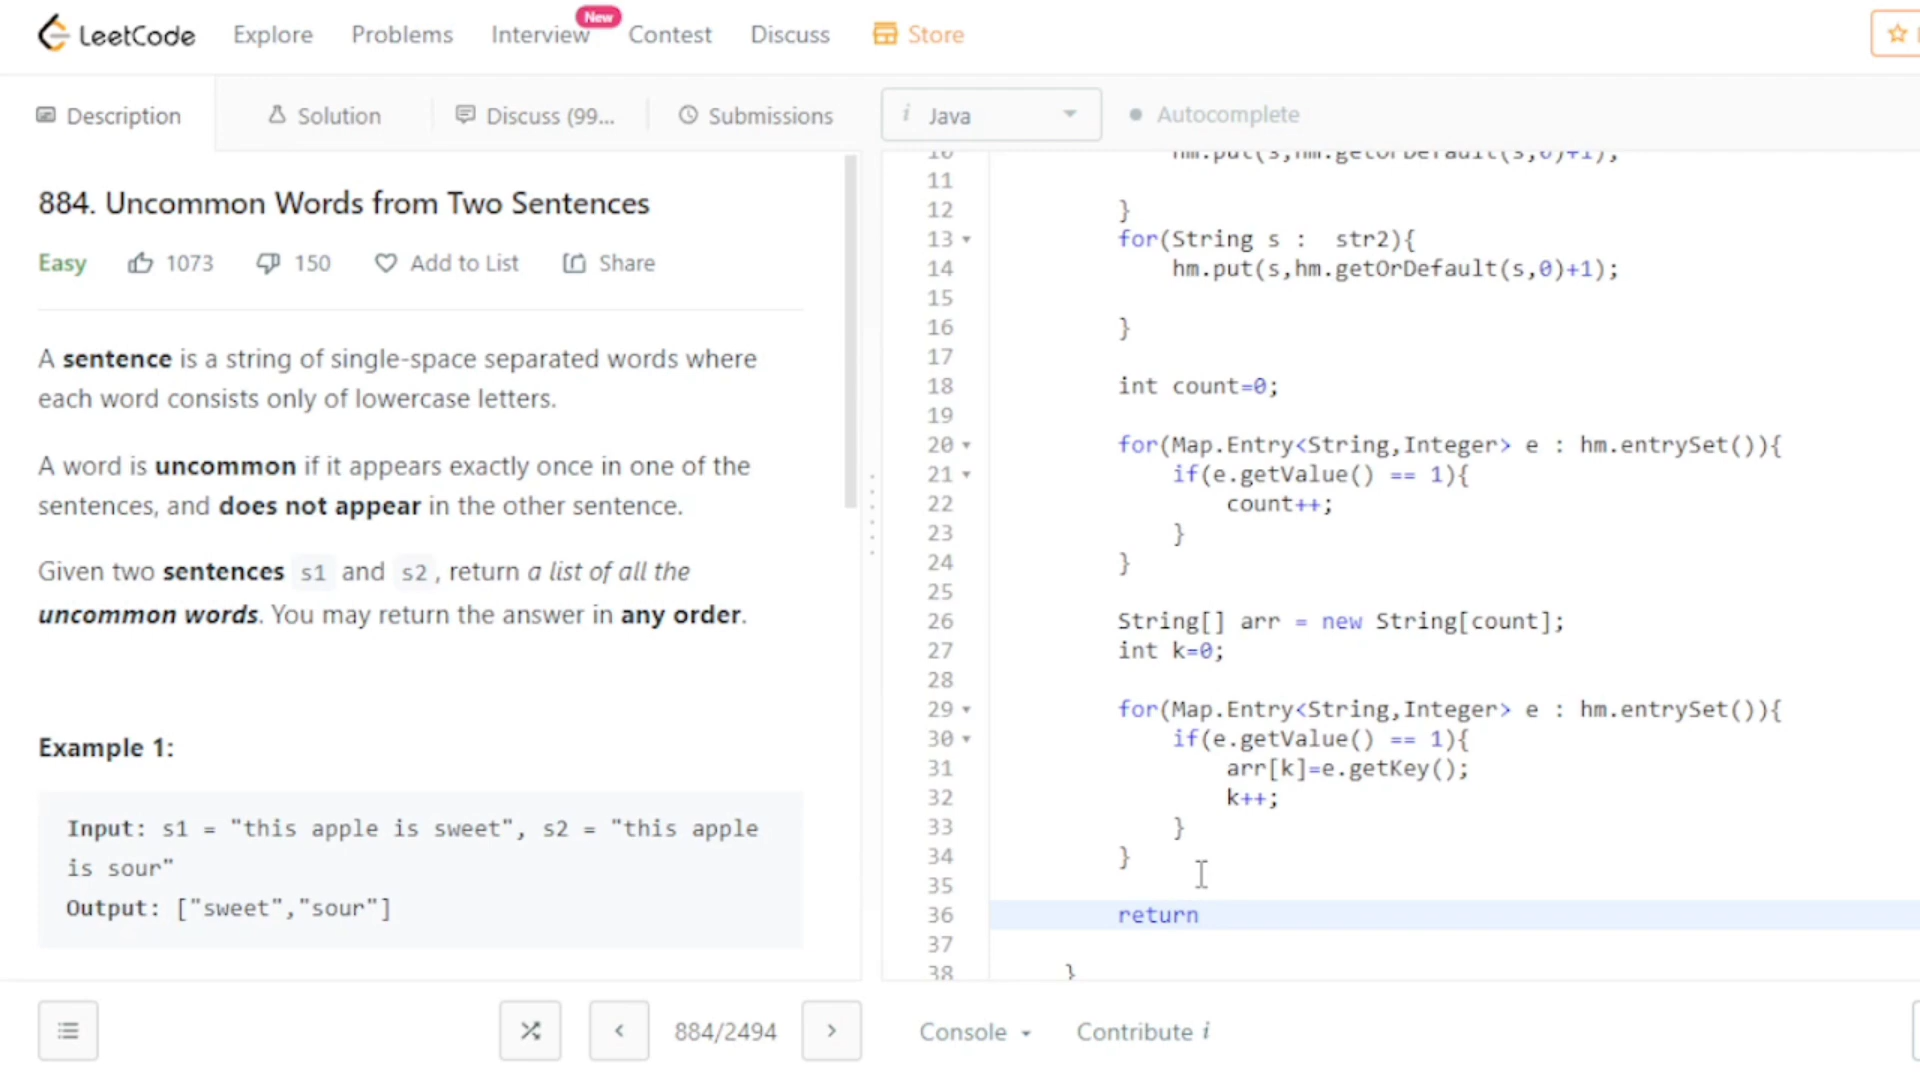 LeetCode Explore Problems Interview New Contest Discuss Store
Description Solution Discuss (99... Submissions i Java Autocomplete
884. Uncommon Words from Two Sentences
Easy 1073 150 Add to List Share
A sentence is a string of single-space separated words where
each word consists only of lowercase letters.
A word is uncommon if it appears exactly once in one of the
sentences, and does not appear in the other sentence.
Given two sentences s1 and s2, return a list of all the
uncommon words. You may return the answer in any order.
Example 1:
Input: s1 = "this apple is sweet", s2 = "this apple
is sour"
Output: ["sweet","sour"]
10 hm.put(s,hm.getOrDefault(s,0)+1);
11
12 }
13 for(String s :  str2){
14 hm.put(s,hm.getOrDefault(s,0)+1);
15
16 }
17
18 int count=0;
19
20 for(Map.Entry<String,Integer> e : hm.entrySet()){
21 if(e.getValue() == 1){
22 count++;
23 }
24 }
25
26 String[] arr = new String[count];
27 int k=0;
28
29 for(Map.Entry<String,Integer> e : hm.entrySet()){
30 if(e.getValue() == 1){
31 arr[k]=e.getKey();
32 k++;
33 }
34 }
35
36 return
37
38 }
884/2494 Console Contribute i